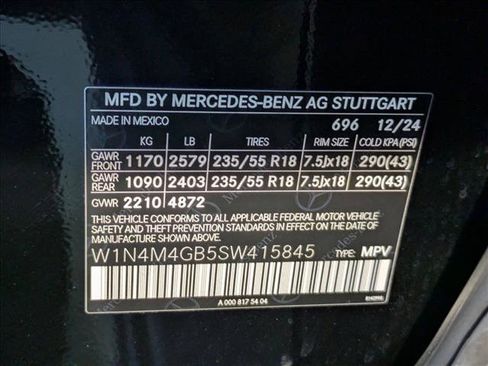 MFD BY MERCEDES-BENZ AG STUTTGART
MADE IN MEXICO 696 12/24
KG LB TIRES RIM SIZE COLD KPA (PSI)
GAWR FRONT 1170 2579 235/55 R18 7.5Jx18 290(43)
GAWR REAR 1090 2403 235/55 R18 7.5Jx18 290(43)
GVWR 2210 4872
THIS VEHICLE CONFORMS TO ALL APPLICABLE FEDERAL MOTOR VEHICLE
SAFETY AND THEFT PREVENTION STANDARDS IN EFFECT ON THE DATE
OF MANUFACTURE SHOWN ABOVE.
W1N4M4GB5SW415845 TYPE: MPV
A 000 817 54 04